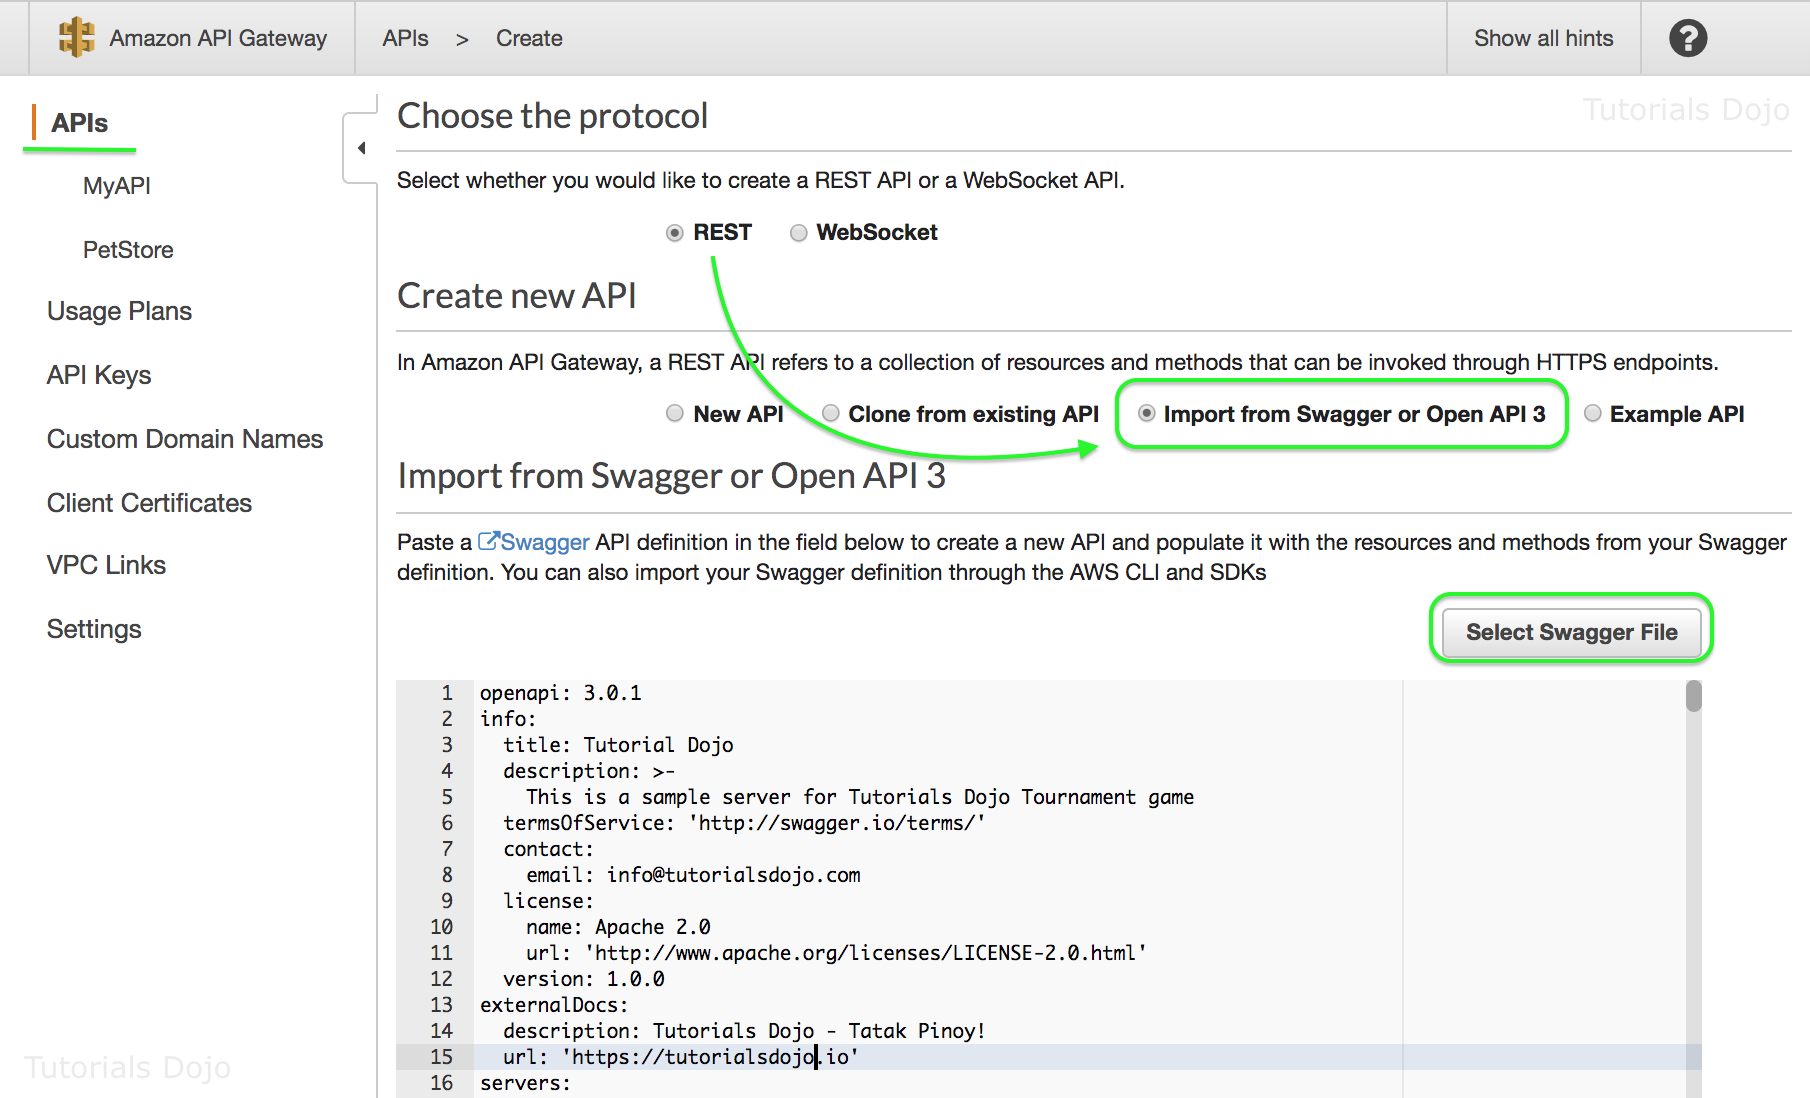 Amazon API Gateway
APIs > Create
Show all hints
?
APIs
MyAPI
PetStore
Usage Plans
API Keys
Custom Domain Names
Client Certificates
VPC Links
Settings
Tutorials Dojo
Choose the protocol
Tutorials Dojo
Select whether you would like to create a REST API or a WebSocket API.
REST WebSocket
Create new API
In Amazon API Gateway, a REST API refers to a collection of resources and methods that can be invoked through HTTPS endpoints.
New API Clone from existing API Import from Swagger or Open API 3 Example API
Import from Swagger or Open API 3
Paste a Swagger API definition in the field below to create a new API and populate it with the resources and methods from your Swagger
definition. You can also import your Swagger definition through the AWS CLI and SDKs
Select Swagger File
1 openapi: 3.0.1
2 info:
3   title: Tutorial Dojo
4   description: >-
5     This is a sample server for Tutorials Dojo Tournament game
6   termsOfService: 'http://swagger.io/terms/'
7   contact:
8     email: info@tutorialsdojo.com
9   license:
10     name: Apache 2.0
11     url: 'http://www.apache.org/licenses/LICENSE-2.0.html'
12   version: 1.0.0
13 externalDocs:
14   description: Tutorials Dojo - Tatak Pinoy!
15   url: 'https://tutorialsdojo.io'
16 servers: